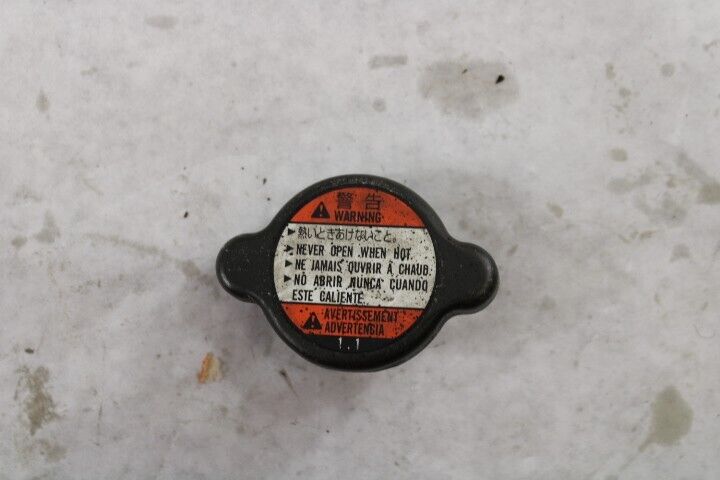 警告
WARNING
熱いときあけないこと。
NEVER OPEN WHEN HOT.
NE JAMAIS OUVRIR À CHAUD.
NO ABRIR NUNCA CUANDO
ESTE CALIENTE.
AVERTISSEMENT
ADVERTENCIA
1.1